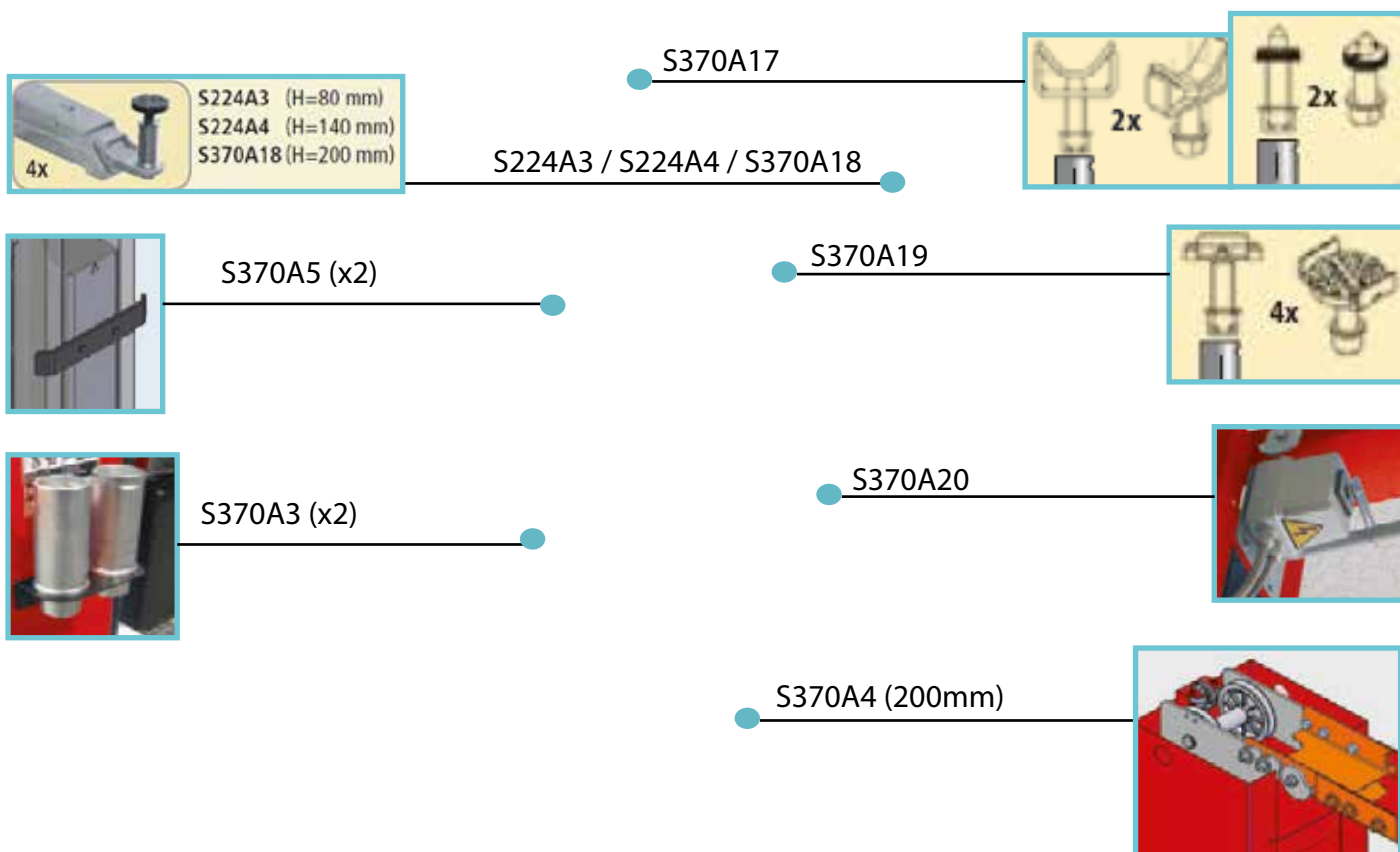 S370A17
S224A3 (H=80 mm)
S224A4 (H=140 mm)
S370A18 (H=200 mm)
4x
2x
2x
S224A3 / S224A4 / S370A18
S370A5 (x2)
S370A19
4x
S370A3 (x2)
S370A20
S370A4 (200mm)